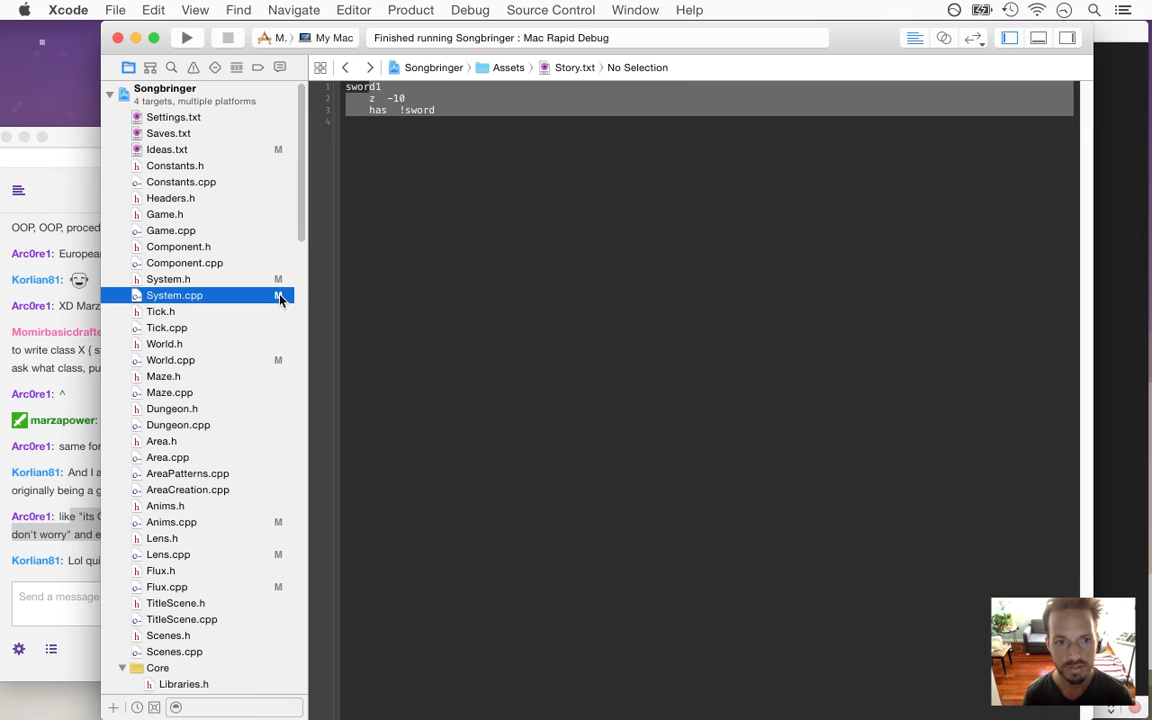 Xcode File Edit View Find Navigate Editor Product Debug Source Control Window Help
M. My Mac Finished running Songbringer : Mac Rapid Debug
Songbringer Assets Story.txt No Selection
Songbringer
4 targets, multiple platforms
Settings.txt
Saves.txt
Ideas.txt M
Constants.h
Constants.cpp
Headers.h
Game.h
Game.cpp
Component.h
Component.cpp
System.h M
System.cpp M
Tick.h
Tick.cpp
World.h
World.cpp M
Maze.h
Maze.cpp
Dungeon.h
Dungeon.cpp
Area.h
Area.cpp
AreaPatterns.cpp
AreaCreation.cpp
Anims.h
Anims.cpp M
Lens.h
Lens.cpp M
Flux.h
Flux.cpp M
TitleScene.h
TitleScene.cpp
Scenes.h
Scenes.cpp
Core
Libraries.h
1 sword1
2 z -10
3 has !sword
4
OOP, OOP, proced
Arc0re1: European
Korlian81:
Arc0re1: XD Marz
Momirbasicdrafte
to write class X { s
ask what class, pu
Arc0re1: ^
marzapower:
Arc0re1: same for
Korlian81: And I a
originally being a g
Arc0re1: like "its
don't worry" and e
Korlian81: Lol qui
Send a message